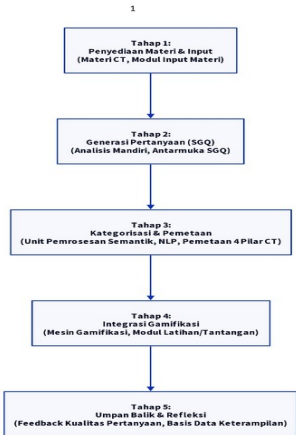 1
Tahap 1:
Penyediaan Materi & Input
(Materi CT, Modul Input Materi)
Tahap 2:
Generasi Pertanyaan (SGQ)
(Analisis Mandiri, Antarmuka SGQ)
Tahap 3:
Kategorisasi & Pemetaan
(Unit Pemrosesan Semantik, NLP, Pemetaan 4 Pilar CT)
Tahap 4:
Integrasi Gamifikasi
(Mesin Gamifikasi, Modul Latihan/Tantangan)
Tahap 5:
Umpan Balik & Refleksi
(Feedback Kualitas Pertanyaan, Basis Data Keterampilan)